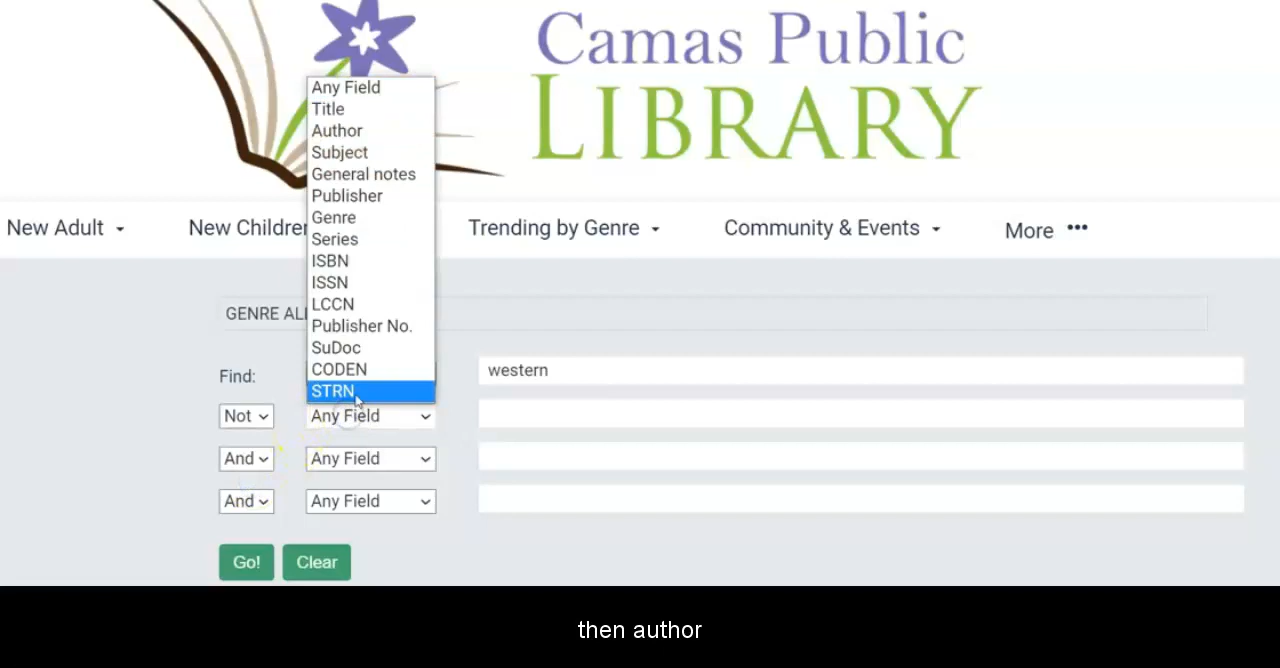 Camas Public
LIBRARY
Any Field
Title
Author
Subject
General notes
Publisher
Genre
Series
ISBN
ISSN
LCCN
Publisher No.
SuDoc
CODEN
STRN
New Adult
New Children
Trending by Genre
Community & Events
More •••
GENRE AL
Find:
western
Not Any Field
And Any Field
And Any Field
Go! Clear
then author